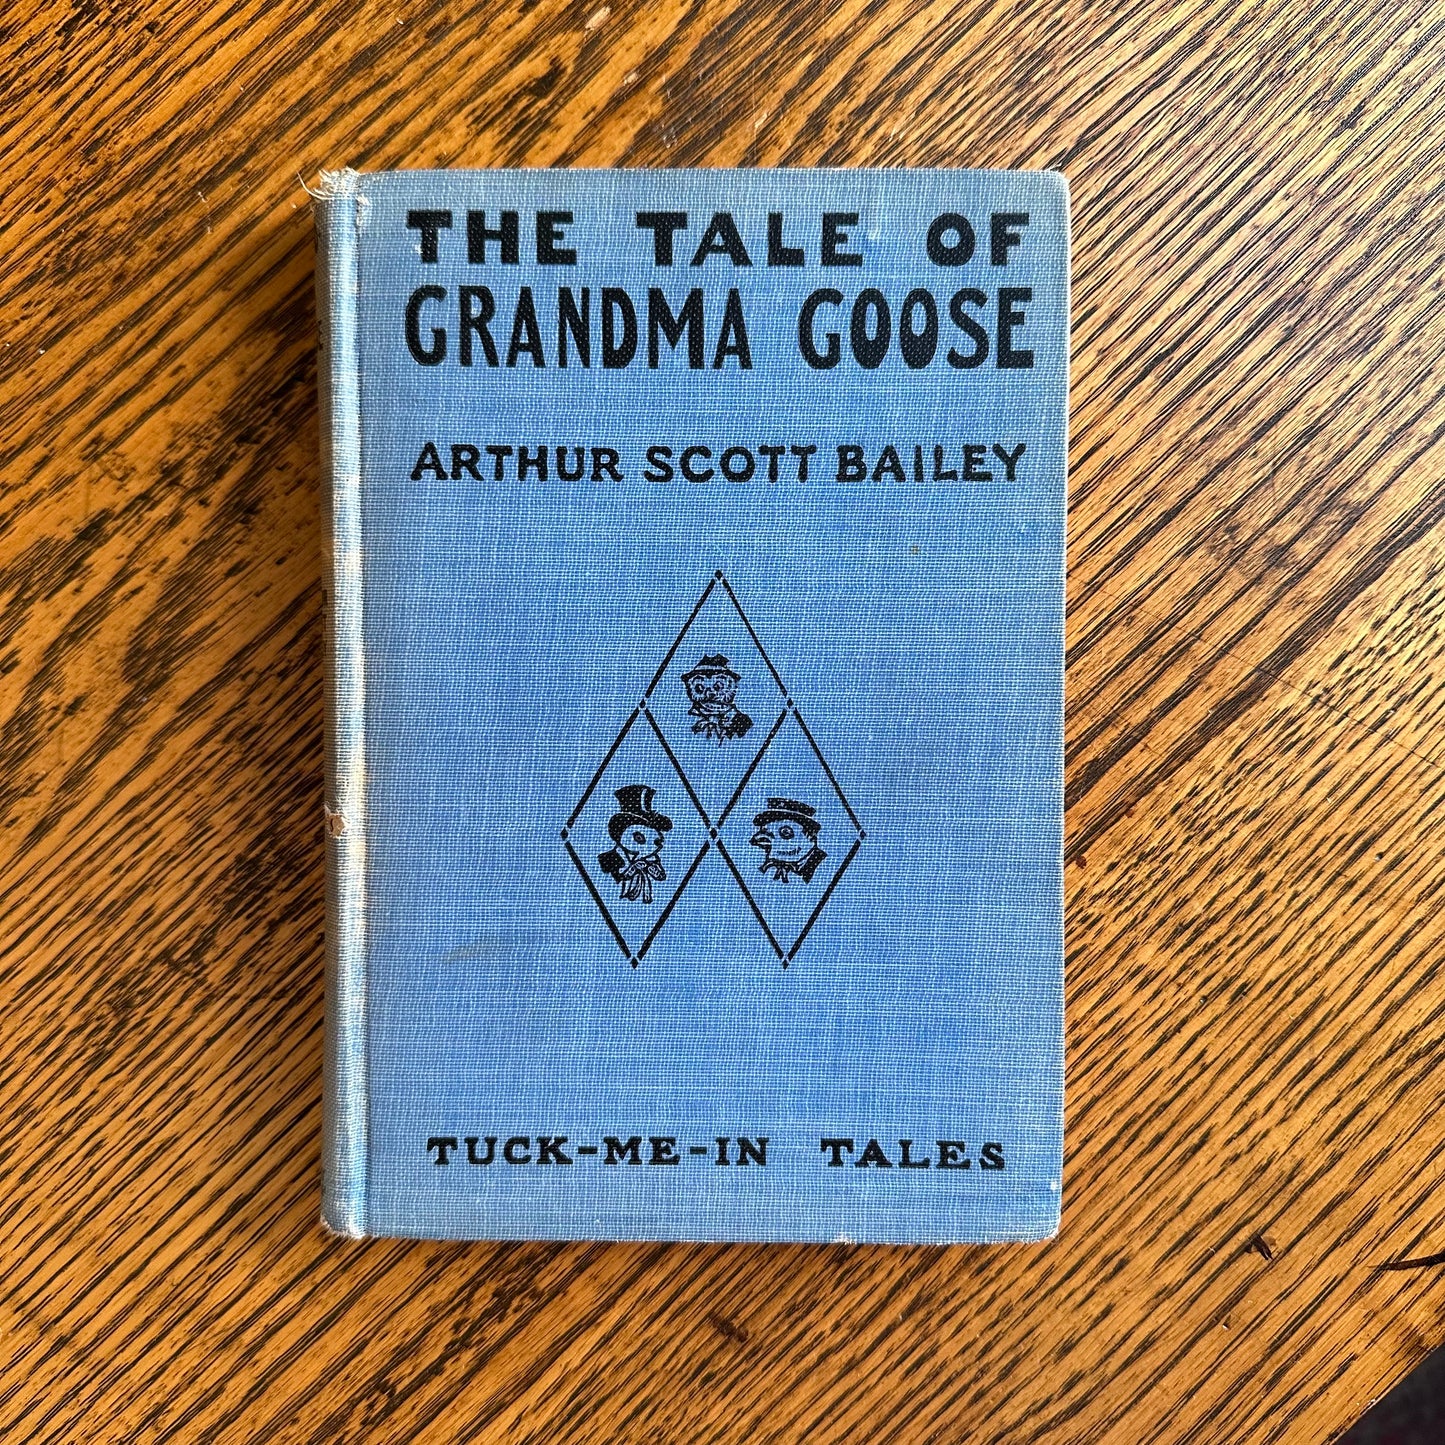 THE TALE OF
GRANDMA GOOSE
ARTHUR SCOTT BAILEY
TUCK-ME-IN TALES